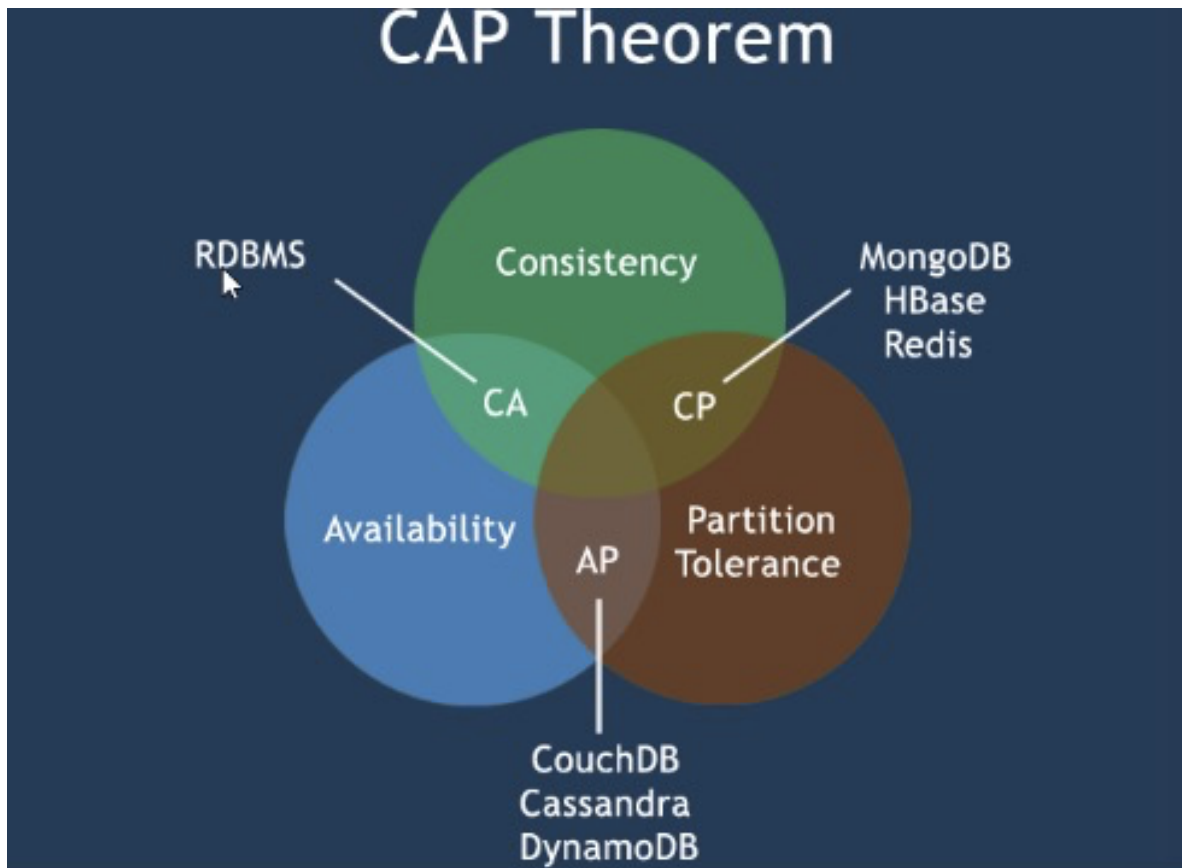 CAP Theorem
RDBMS
Consistency
MongoDB
HBase
Redis
CA
CP
Availability
Partition
Tolerance
AP
CouchDB
Cassandra
DynamoDB